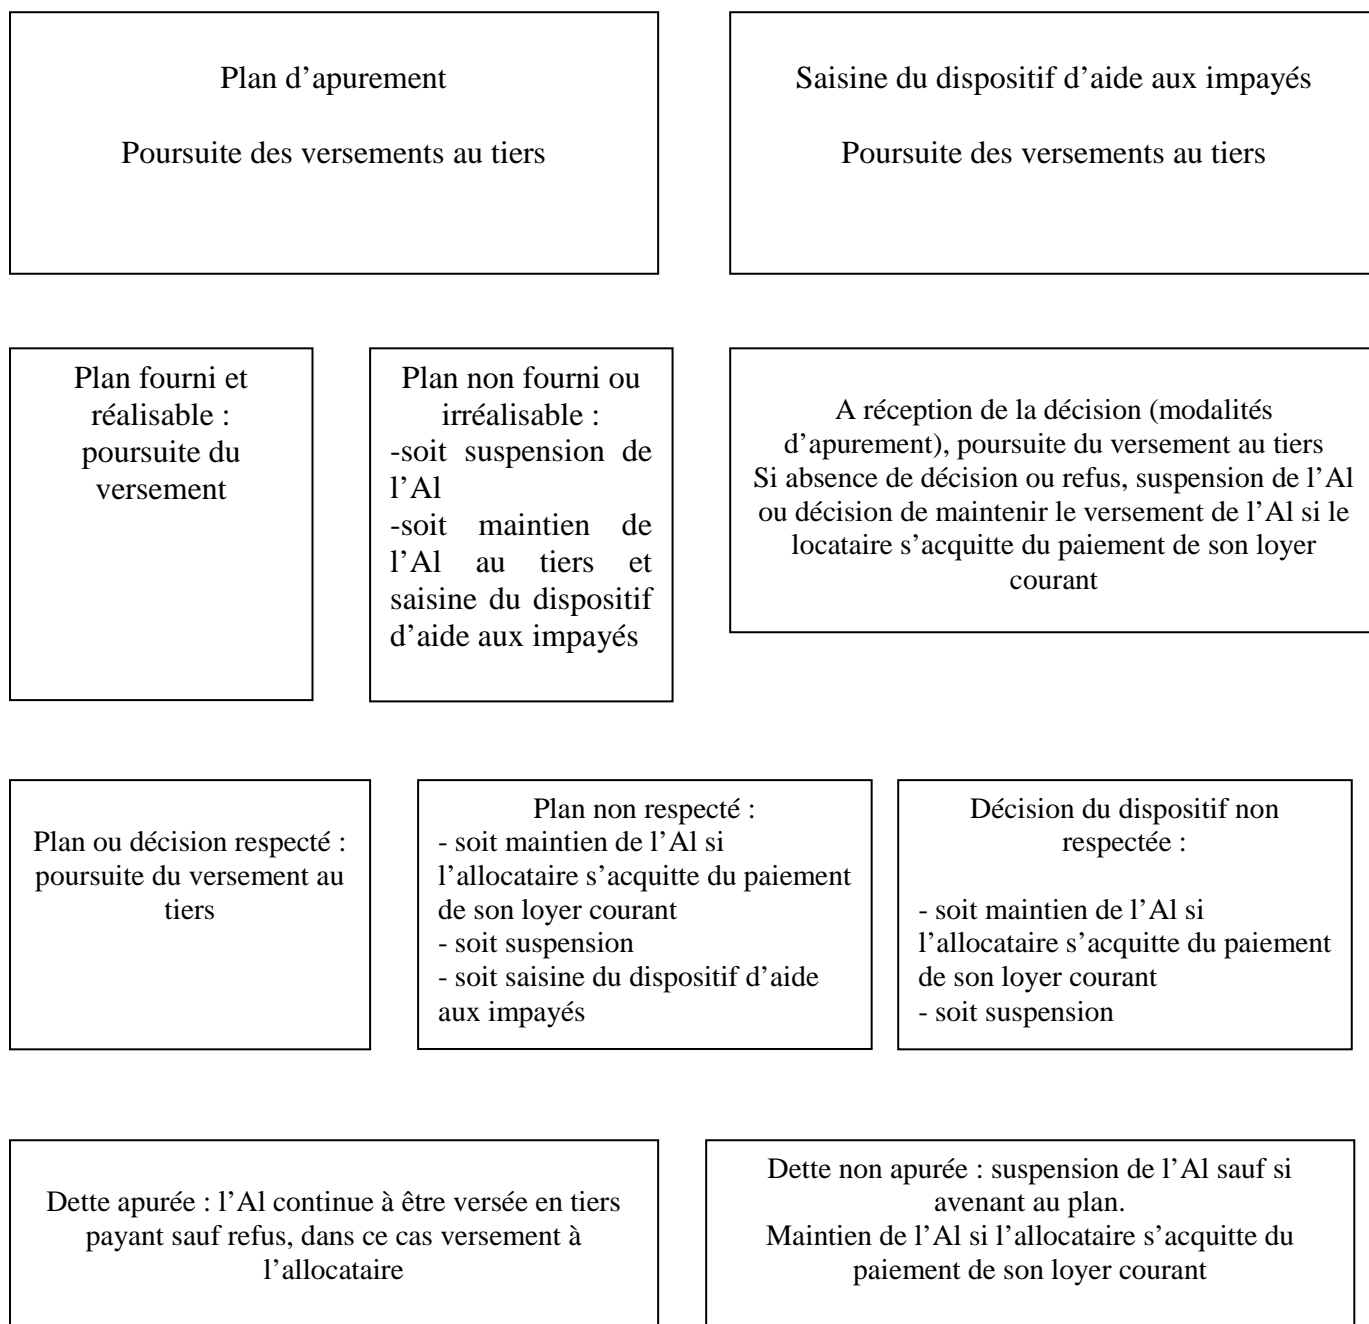 Plan d’apurement
Poursuite des versements au tiers
Saisine du dispositif d’aide aux impayés
Poursuite des versements au tiers
Plan fourni et
réalisable :
poursuite du
versement
Plan non fourni ou
irréalisable :
-soit suspension de
l’Al
-soit maintien de
l’Al au tiers et
saisine du dispositif
d’aide aux impayés
A réception de la décision (modalités
d’apurement), poursuite du versement au tiers
Si absence de décision ou refus, suspension de l’Al
ou décision de maintenir le versement de l’Al si le
locataire s’acquitte du paiement de son loyer
courant
Plan ou décision respecté :
poursuite du versement au
tiers
Plan non respecté :
- soit maintien de l’Al si
l’allocataire s’acquitte du paiement
de son loyer courant
- soit suspension
- soit saisine du dispositif d’aide
aux impayés
Décision du dispositif non
respectée :
- soit maintien de l’Al si
l’allocataire s’acquitte du paiement
de son loyer courant
- soit suspension
Dette apurée : l’Al continue à être versée en tiers
payant sauf refus, dans ce cas versement à
l’allocataire
Dette non apurée : suspension de l’Al sauf si
avenant au plan.
Maintien de l’Al si l’allocataire s’acquitte du
paiement de son loyer courant